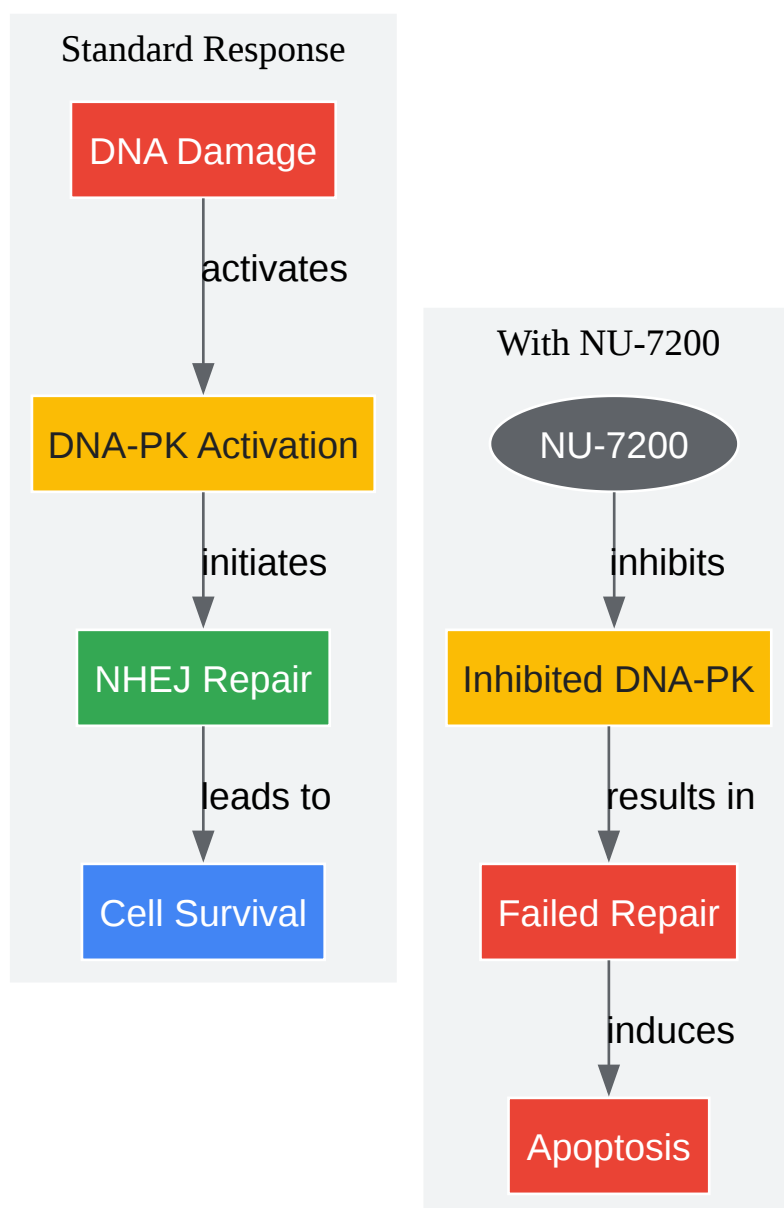 Standard Response
DNA Damage
activates
DNA-PK Activation
initiates
NHEJ Repair
leads to
Cell Survival
With NU-7200
NU-7200
inhibits
Inhibited DNA-PK
results in
Failed Repair
induces
Apoptosis